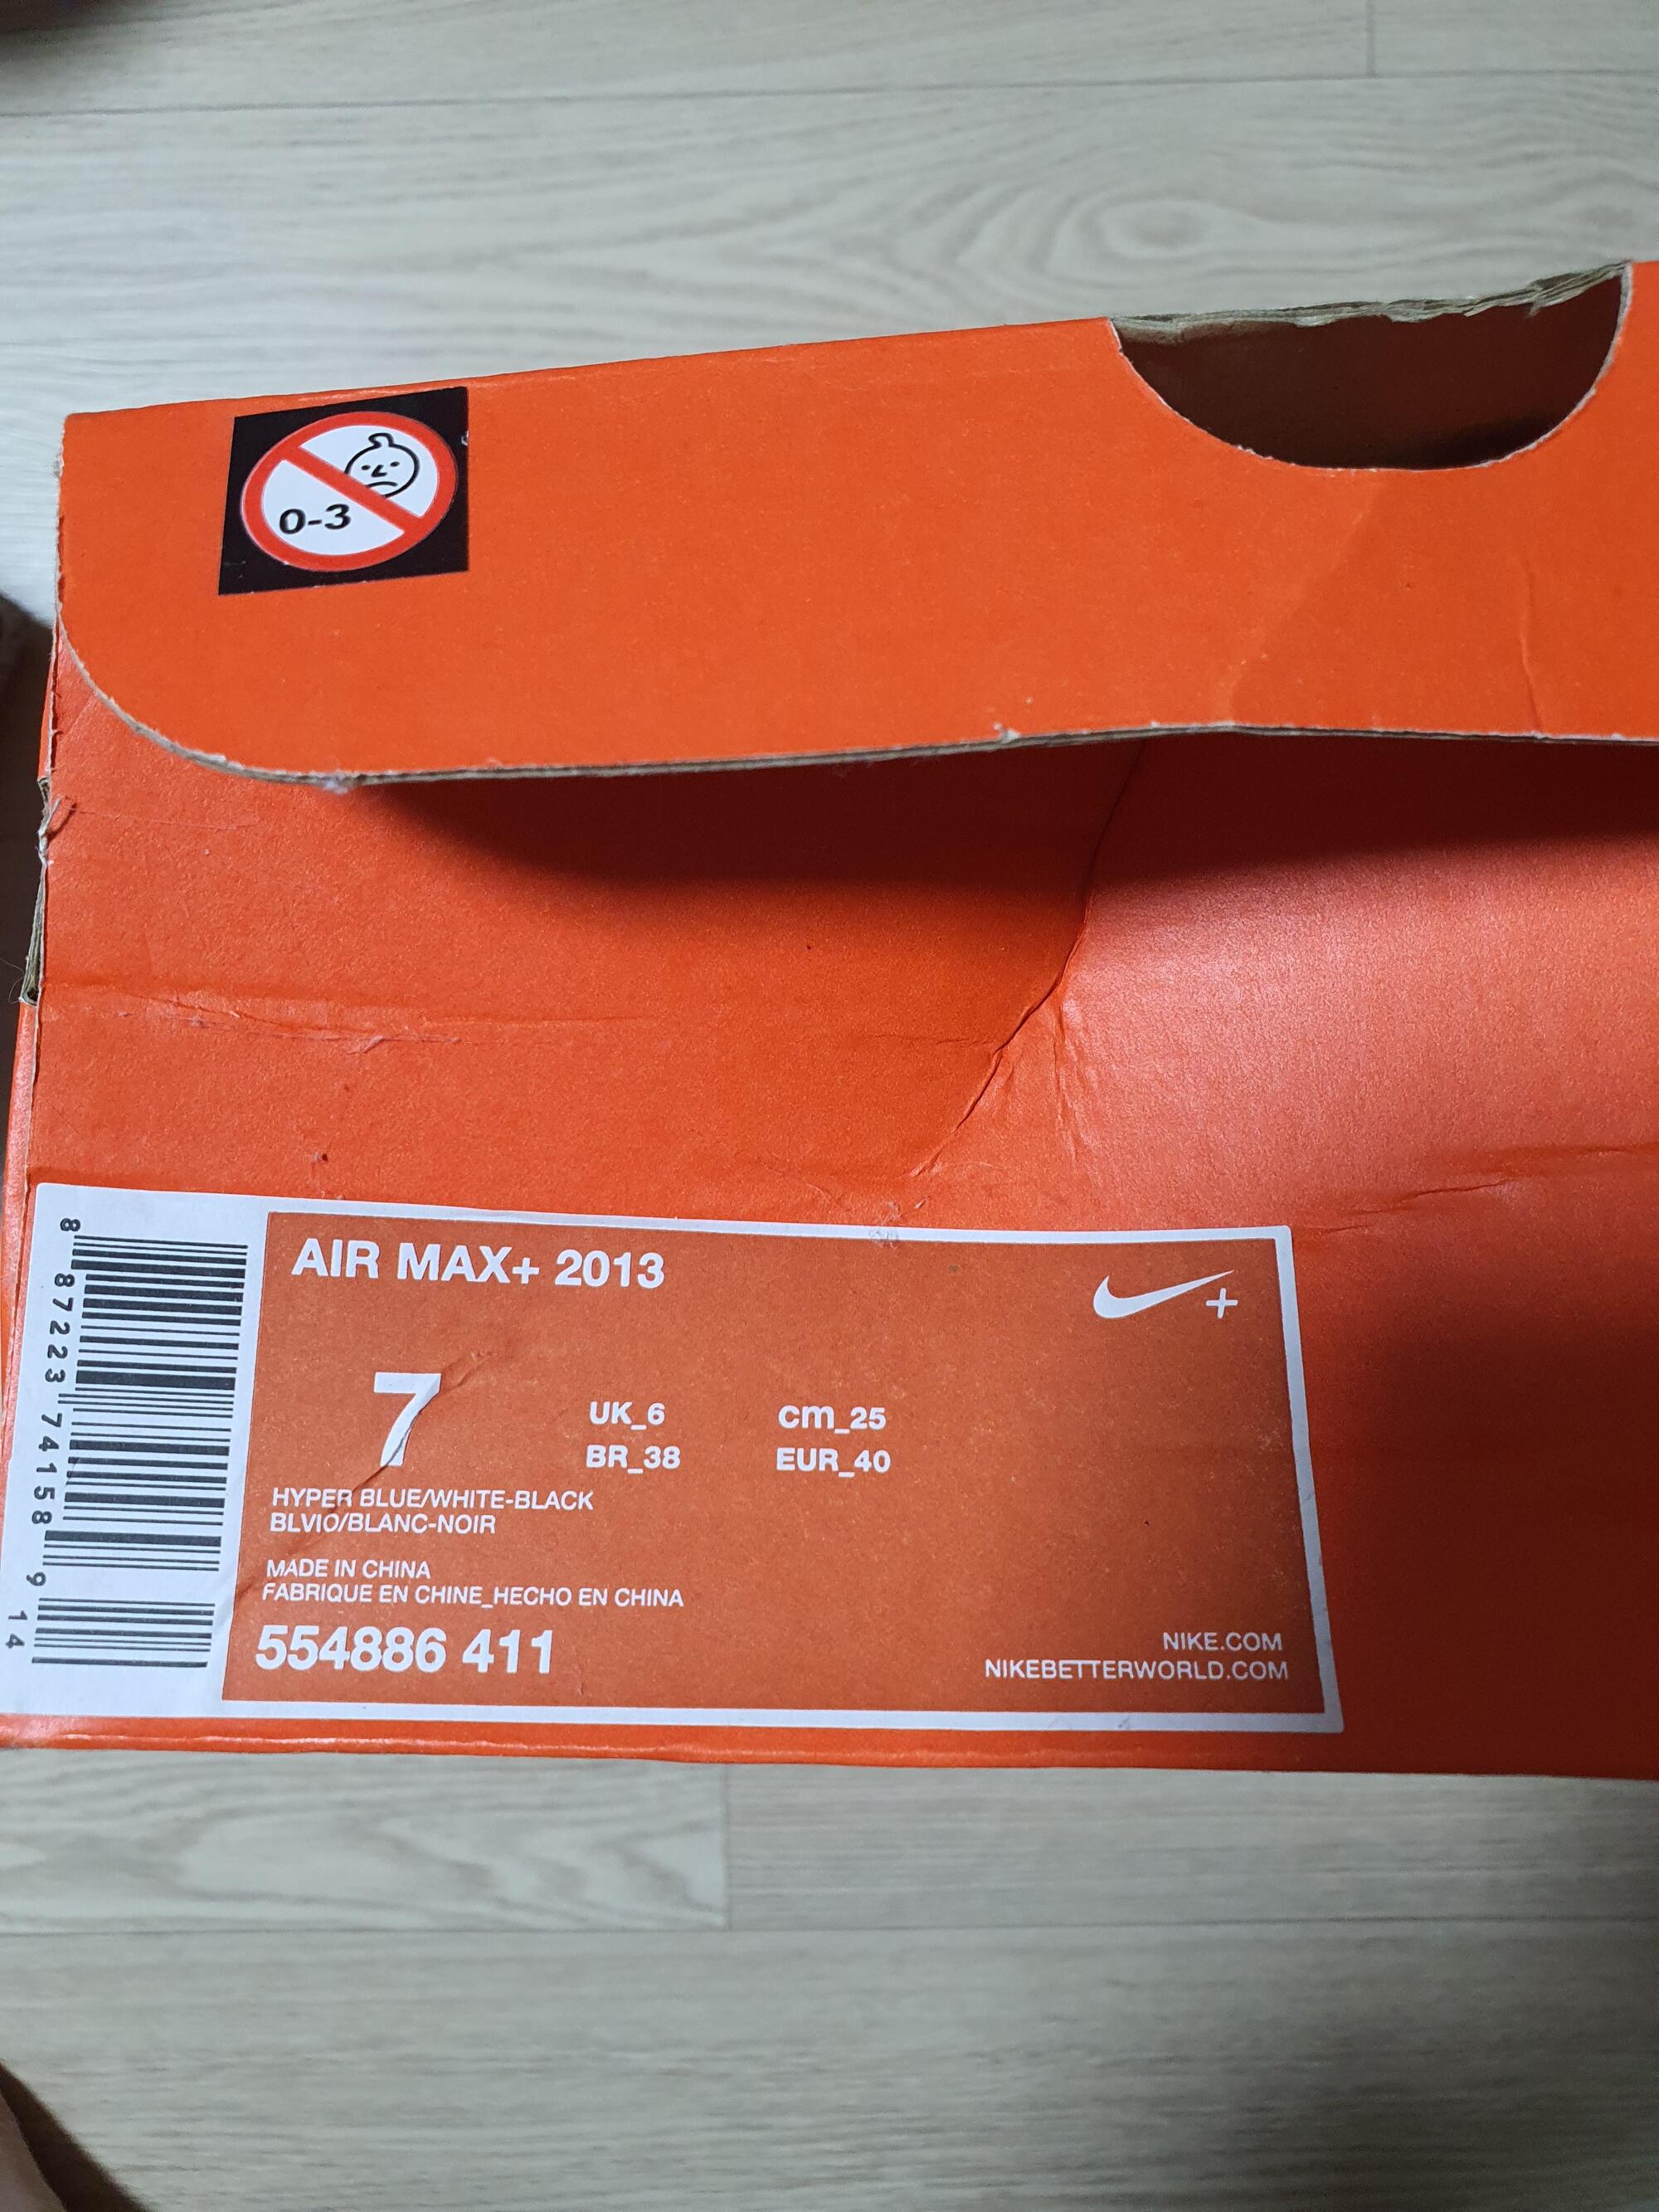 0-3
AIR MAX+ 2013
7
UK_6
cm_25
BR_38
EUR_40
HYPER BLUE/WHITE-BLACK
BLVIO/BLANC-NOIR
MADE IN CHINA
FABRIQUE EN CHINE_HECHO EN CHINA
554886 411
NIKE.COM
NIKEBETTERWORLD.COM
8 87223 74158 9 14